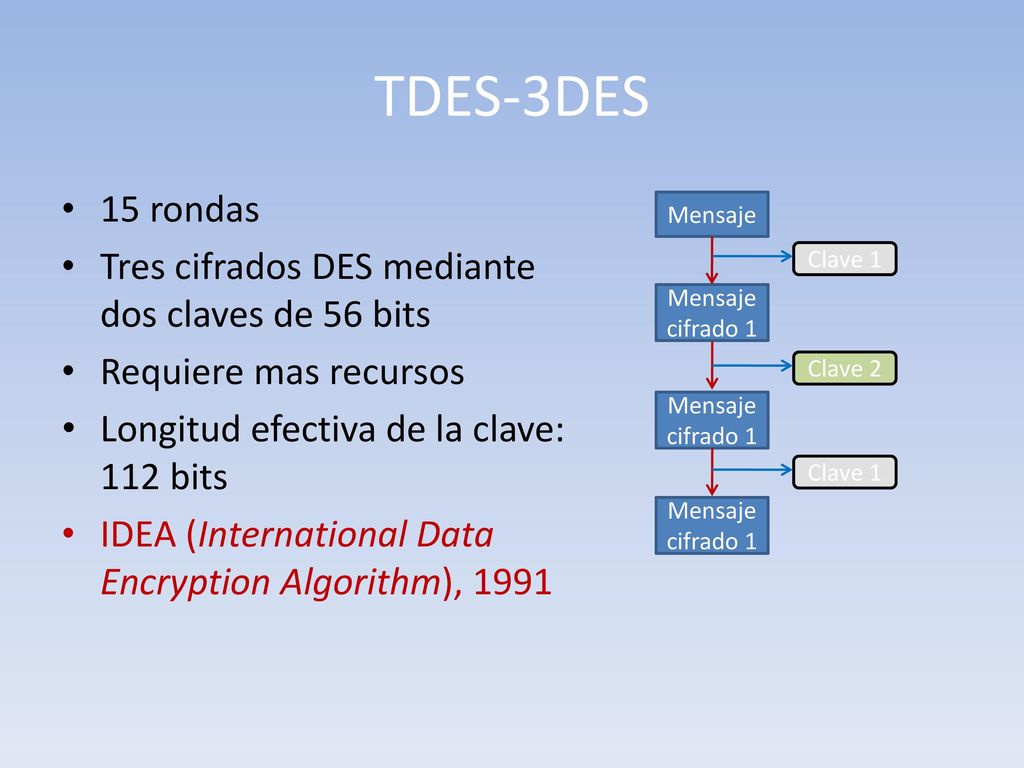 TDES-3DES
• 15 rondas
• Tres cifrados DES mediante
dos claves de 56 bits
• Requiere mas recursos
• Longitud efectiva de la clave:
112 bits
• IDEA (International Data
Encryption Algorithm), 1991
Mensaje
Clave 1
Mensaje
cifrado 1
Clave 2
Mensaje
cifrado 1
Clave 1
Mensaje
cifrado 1